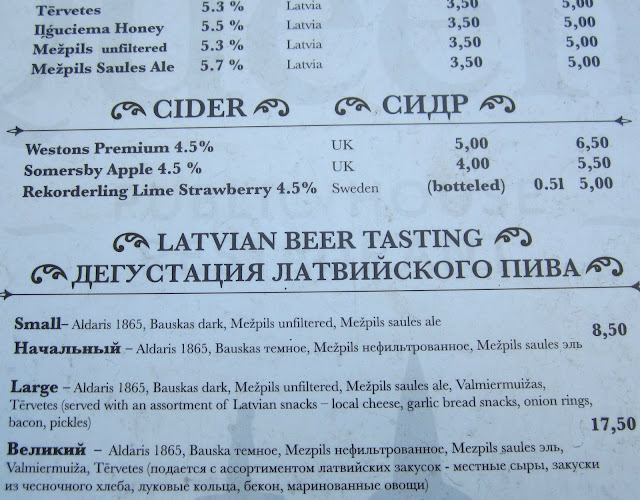 Tērvetes 5.3 % Latvia 3,50 5,00
Iļģuciema Honey 5.5 % Latvia 3,50 5,00
Mežpils unfiltered 5.3 % Latvia 3,50 5,00
Mežpils Saules Ale 5.7 % Latvia 3,50 5,00
CIDER СИДР
Westons Premium 4.5% UK 5,00 6,50
Somersby Apple 4.5 % UK 4,00 5,50
Rekorderling Lime Strawberry 4.5% Sweden (botteled) 0.5l 5,00
LATVIAN BEER TASTING
ДЕГУСТАЦИЯ ЛАТВИЙСКОГО ПИВА
Small– Aldaris 1865, Bauskas dark, Mežpils unfiltered, Mežpils saules ale
8,50
Начальный – Aldaris 1865, Bauskas темное, Mežpils нефильтрованное, Mežpils saules эль
Large – Aldaris 1865, Bauskas dark, Mežpils unfiltered, Mežpils saules ale, Valmiermuižas,
Tērvetes (served with an assortment of Latvian snacks – local cheese, garlic bread snacks, onion rings,
bacon, pickles)
17,50
Великий – Aldaris 1865, Bauska темное, Mezpils нефильтрованное, Mezpils saules эль,
Valmiermuiža, Tērvetes (подается с ассортиментом латвийских закусок - местные сыры, закуски
из чесночного хлеба, луковые кольца, бекон, маринованные овощи)